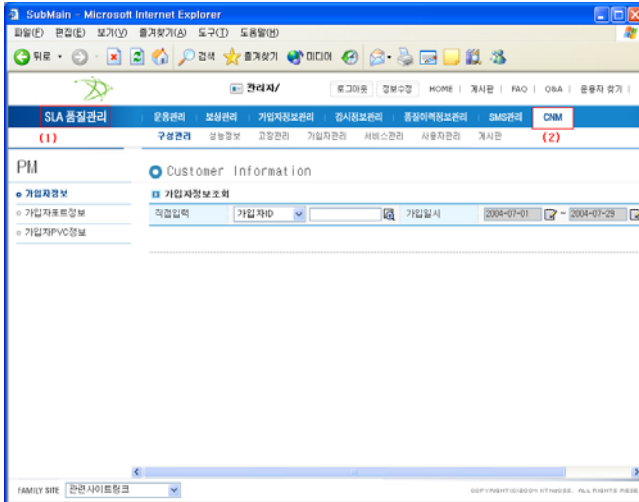 SubMain - Microsoft Internet Explorer
파일(F) 편집(E) 보기(V) 즐겨찾기(A) 도구(T) 도움말(H)
뒤로 검색 즐겨찾기 미디어
관리자/ 로그아웃 정보수정 HOME | 게시판 | FAQ | Q&A | 운용자 찾기 |
SLA 품질관리 운용관리 보상관리 가입자정보관리 감시정보관리 품질이력정보관리 SMS관리 CNM
(1) 구성관리 성능정보 고장관리 가입자관리 서비스관리 사용자관리 게시판 (2)
PM
Customer Information
가입자정보
가입자정보조회
가입자포트정보
직접입력 가입자ID 가입일시 2004-07-01 ~ 2004-07-29
가입자PVC정보
FAMILY SITE 관련사이트링크